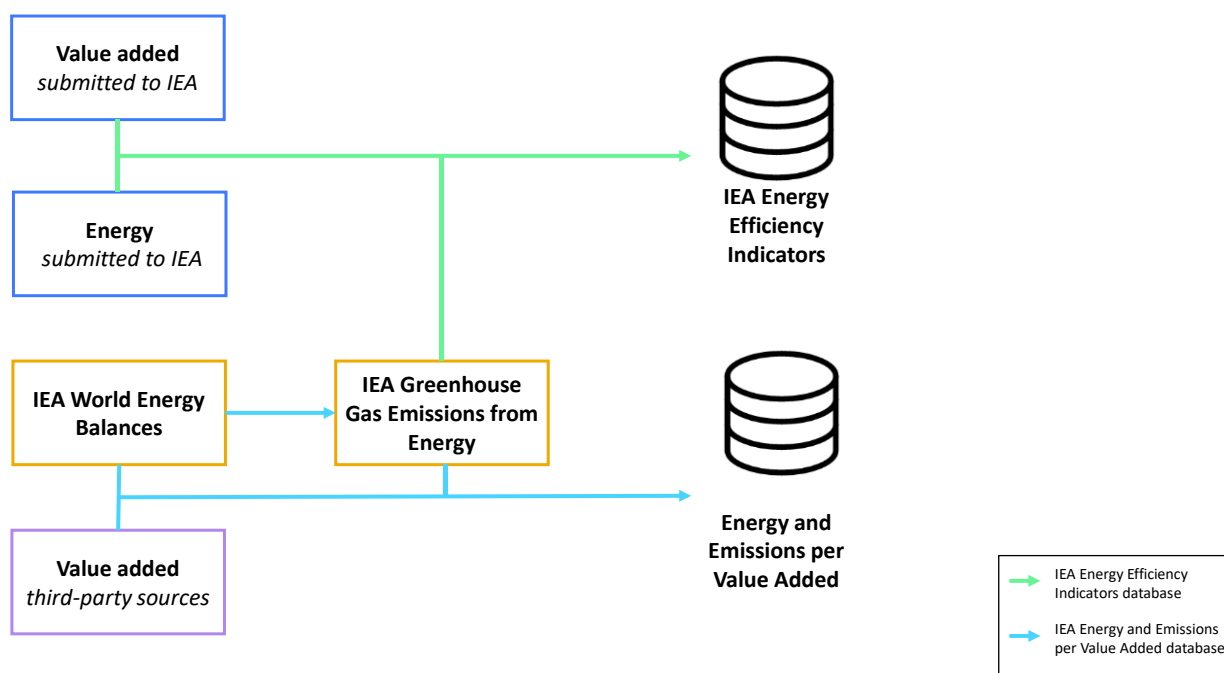 Value added
submitted to IEA
IEA Energy
Efficiency
Indicators
Energy
submitted to IEA
IEA World Energy
Balances
IEA Greenhouse
Gas Emissions from
Energy
Energy and
Emissions per
Value Added
Value added
third-party sources
IEA Energy Efficiency
Indicators database
IEA Energy and Emissions
per Value Added database